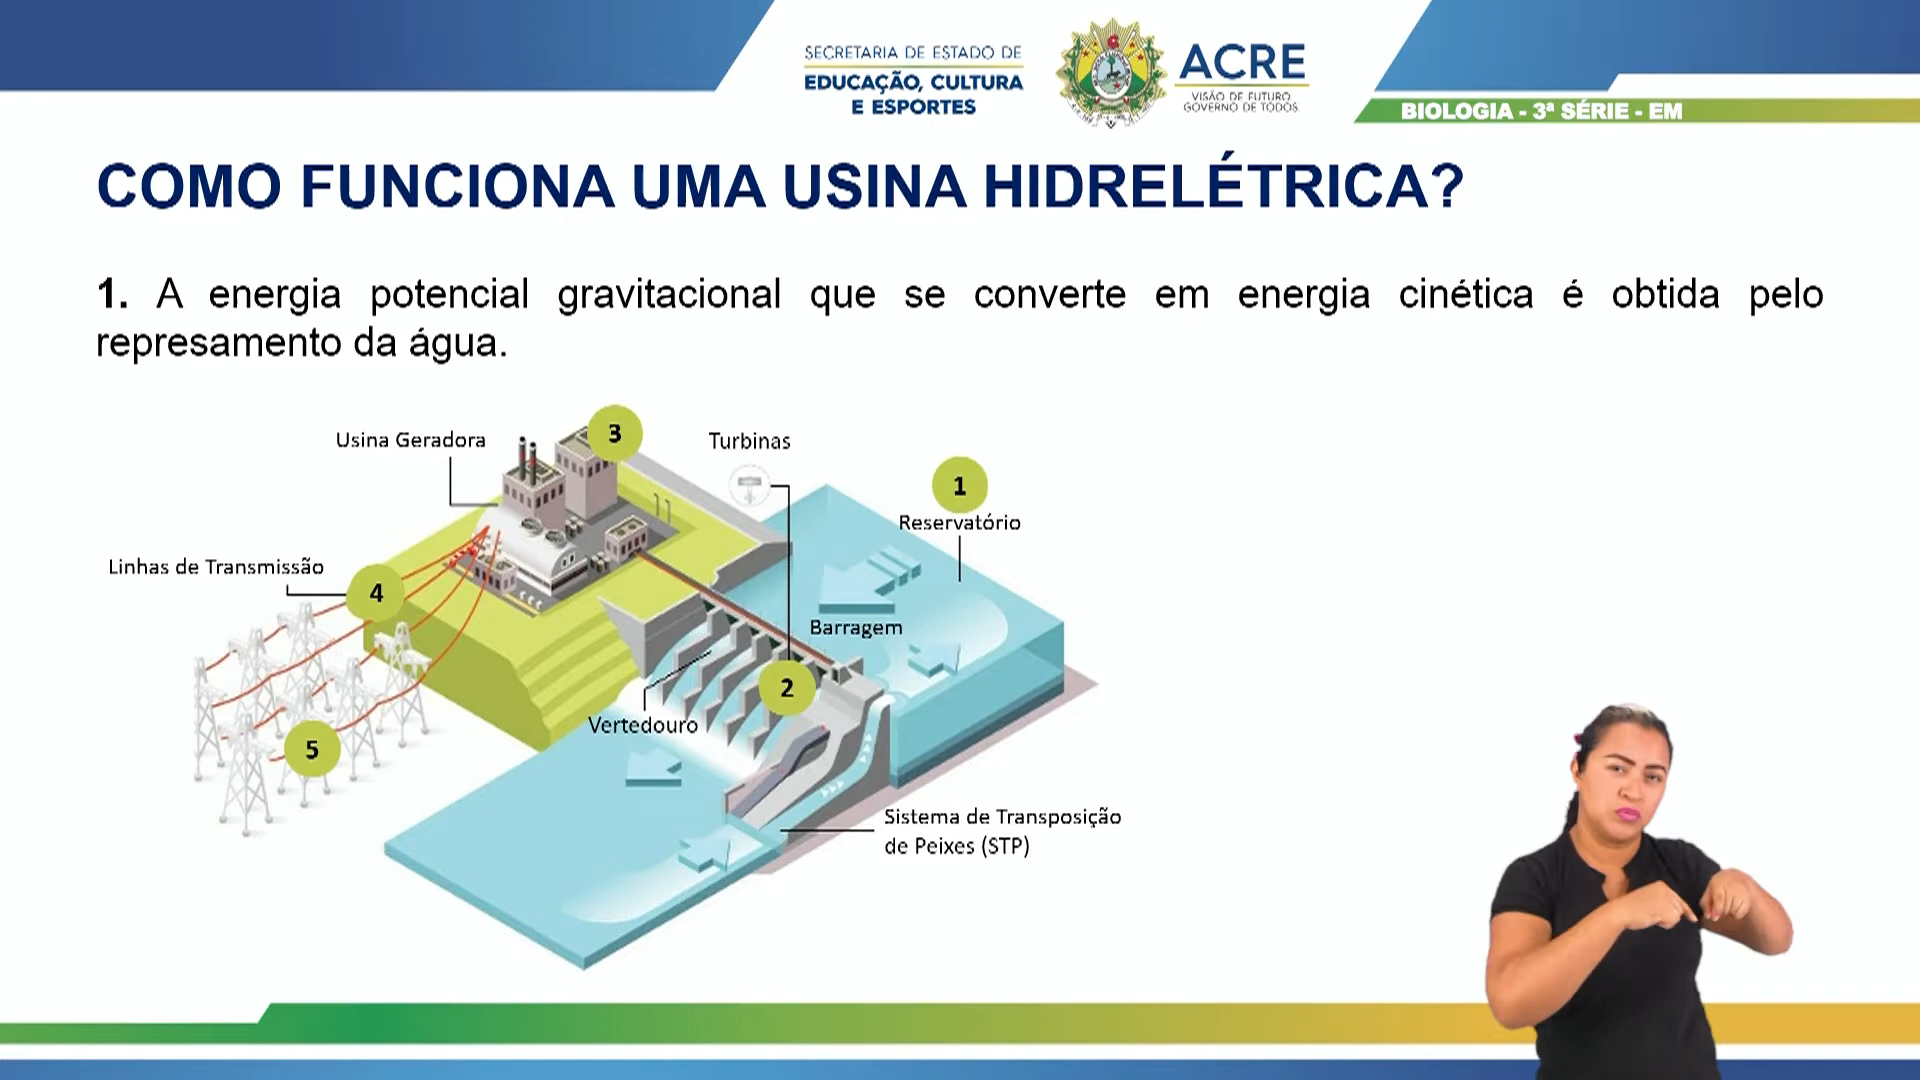 SECRETARIA DE ESTADO DE
EDUCAÇÃO, CULTURA
E ESPORTES
ACRE
VISÃO DE FUTURO
GOVERNO DE TODOS
BIOLOGIA - 3ª SÉRIE - EM
COMO FUNCIONA UMA USINA HIDRELÉTRICA?
1. A energia potencial gravitacional que se converte em energia cinética é obtida pelo
represamento da água.
Usina Geradora
3
Turbinas
1
Reservatório
Linhas de Transmissão
4
Barragem
2
Vertedouro
5
Sistema de Transposição
de Peixes (STP)